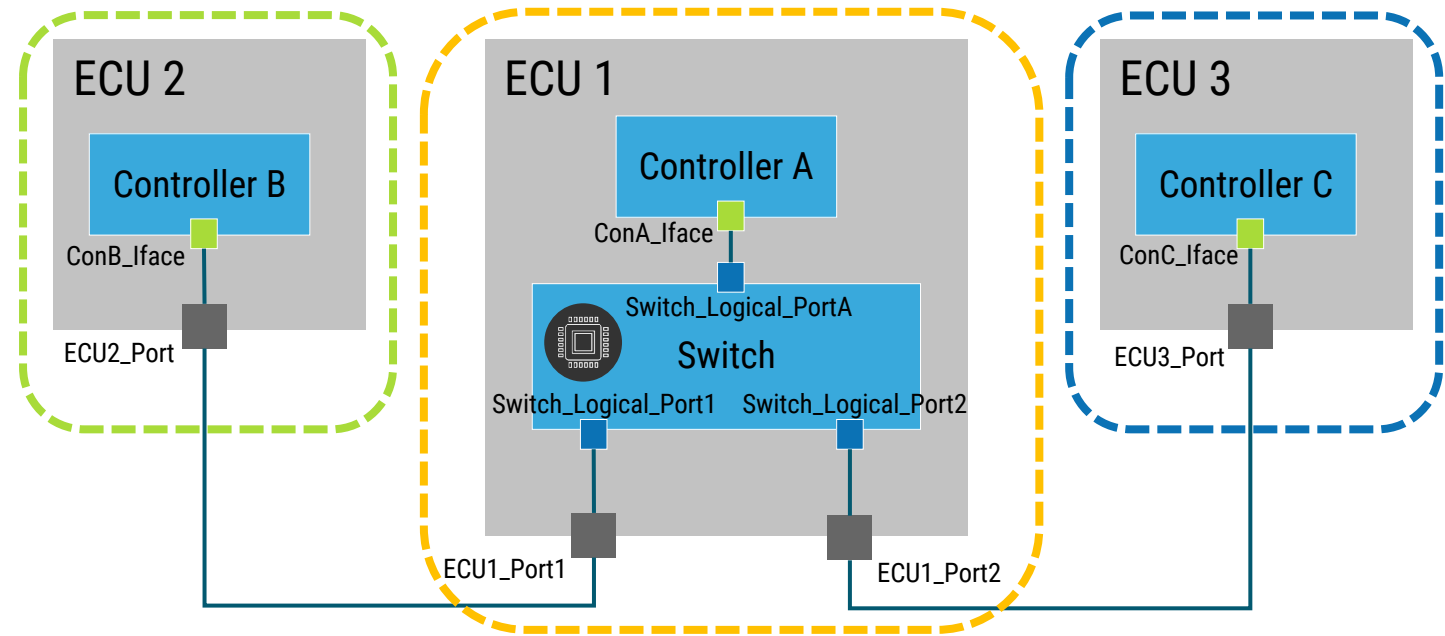 ECU 2
Controller B
ConB_Iface
ECU2_Port
ECU 1
Controller A
ConA_Iface
Switch_Logical_PortA
Switch
Switch_Logical_Port1
Switch_Logical_Port2
ECU1_Port1
ECU1_Port2
ECU 3
Controller C
ConC_Iface
ECU3_Port